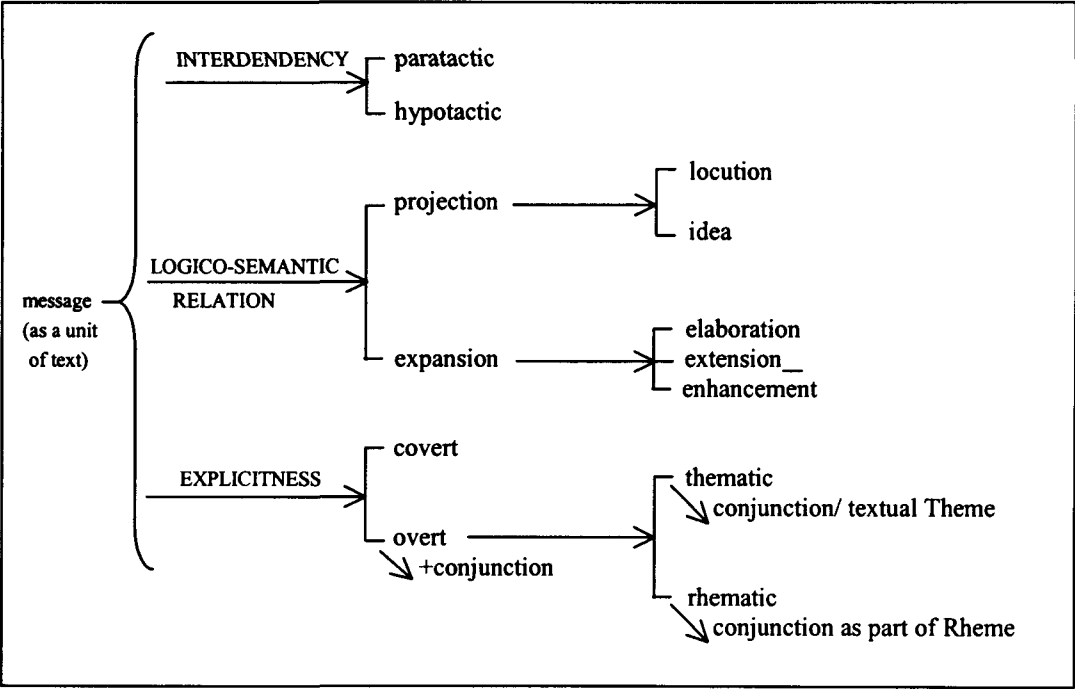 INTERDENDENCY
paratactic
hypotactic
locution
projection
idea
LOGICO-SEMANTIC
RELATION
message
(as a unit
of text)
elaboration
expansion
extension_
enhancement
covert
EXPLICITNESS
thematic
conjunction/ textual Theme
overt
+conjunction
rhematic
conjunction as part of Rheme